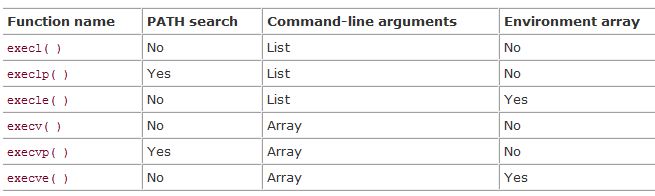 Function name PATH search Command-line arguments Environment array
execl( ) No List No
execlp( ) Yes List No
execle( ) No List Yes
execv( ) No Array No
execvp( ) Yes Array No
execve( ) No Array Yes